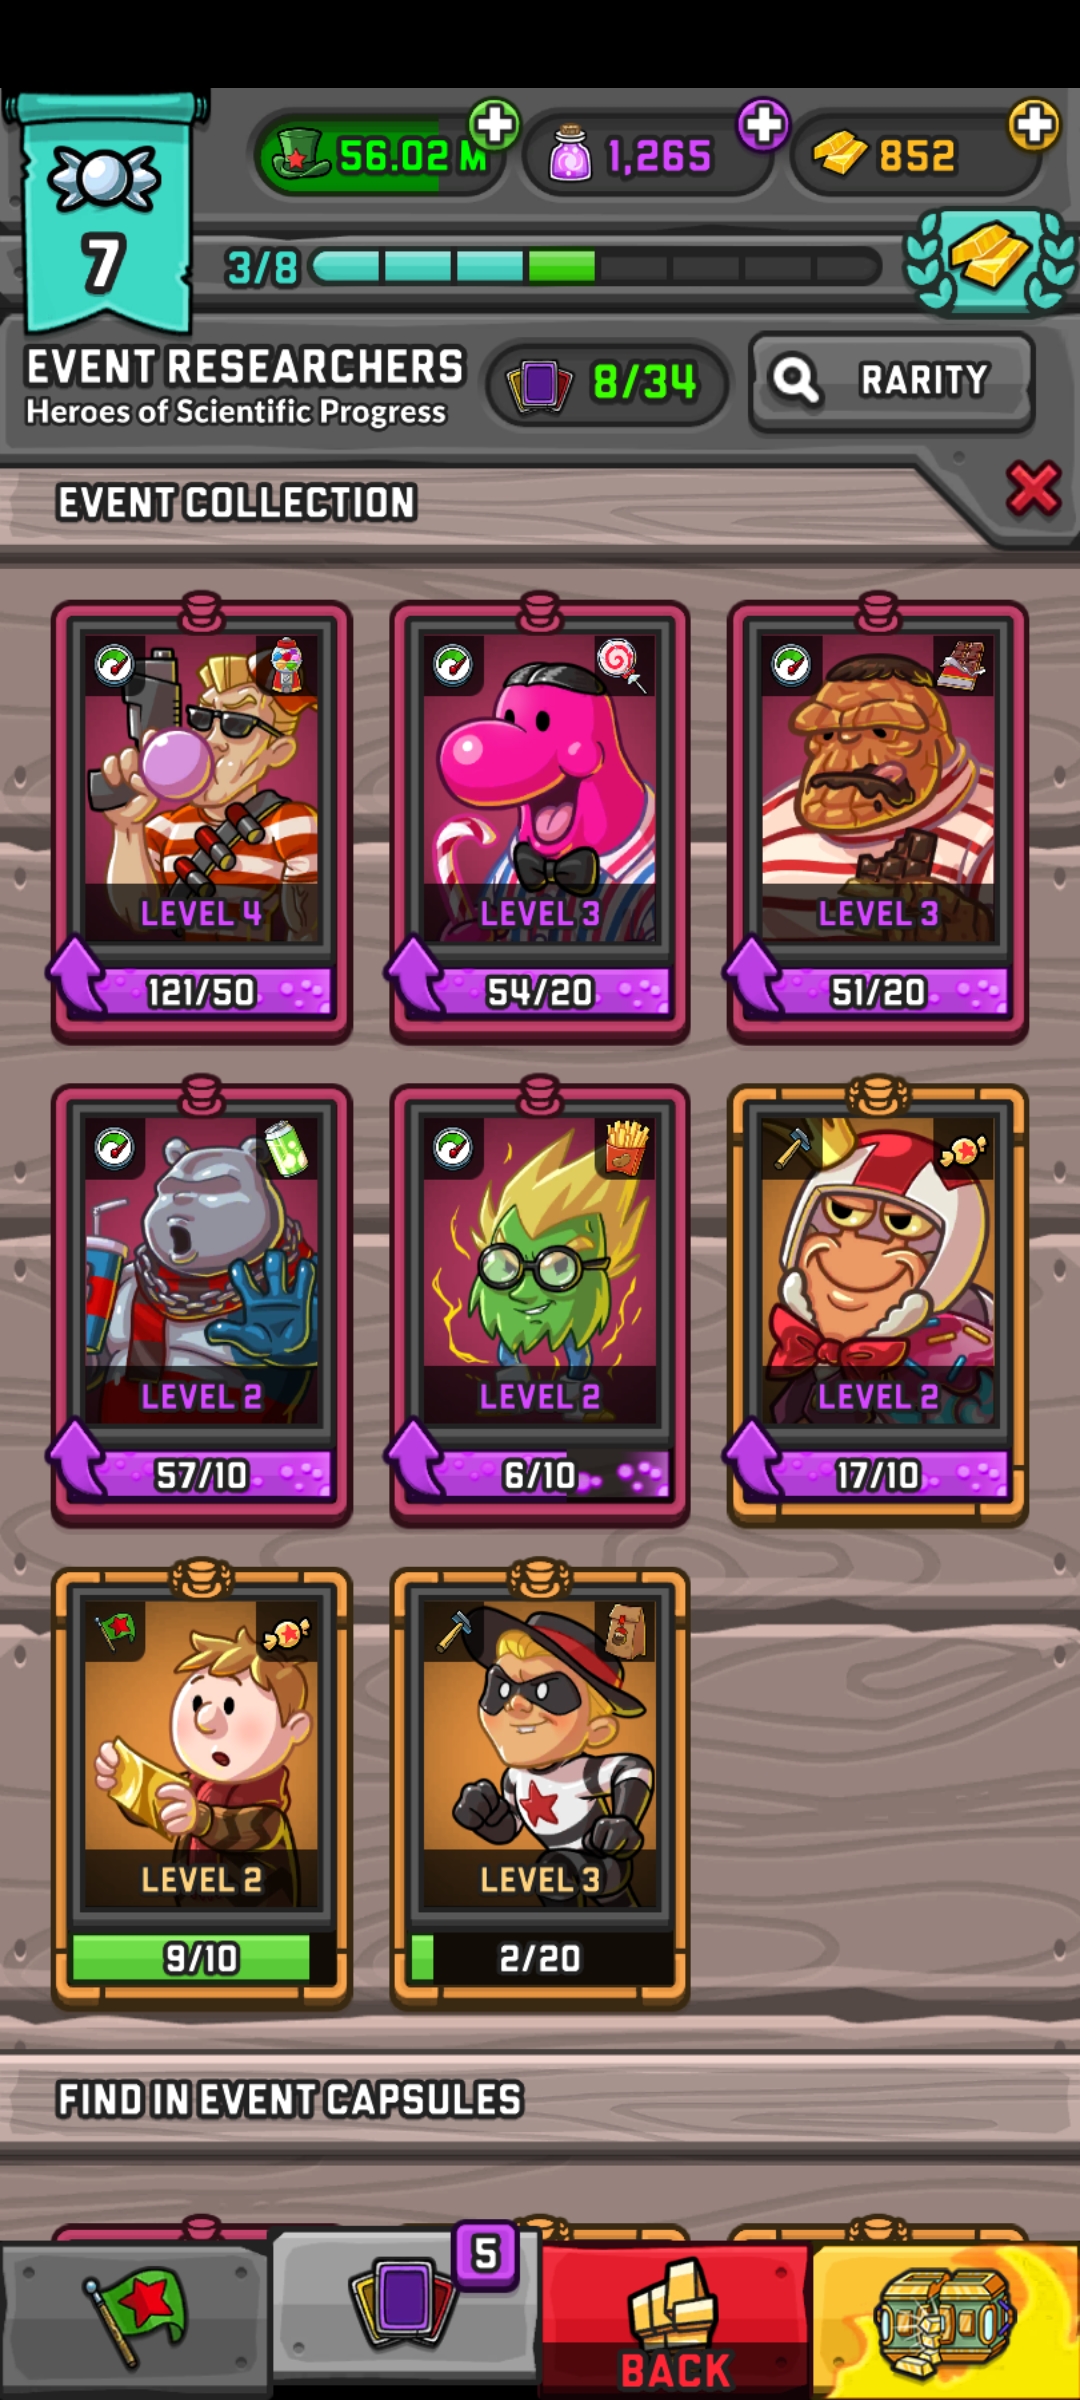 56.02 M
1,265
852
7
3/8
EVENT RESEARCHERS
Heroes of Scientific Progress
8/34
RARITY
EVENT COLLECTION
LEVEL 4
LEVEL 3
LEVEL 3
121/50
54/20
51/20
LEVEL 2
LEVEL 2
LEVEL 2
57/10
6/10
17/10
LEVEL 2
LEVEL 3
9/10
2/20
FIND IN EVENT CAPSULES
5
BACK